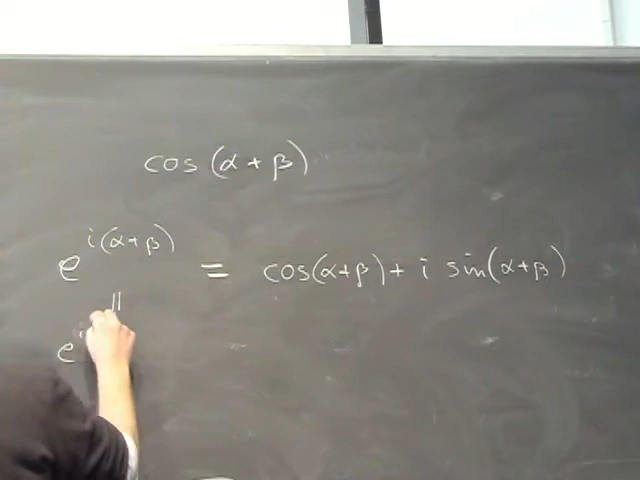 cos (α + β)
e^{i(α+β)} = cos(α+β) + i sin(α+β)
||
e^{i